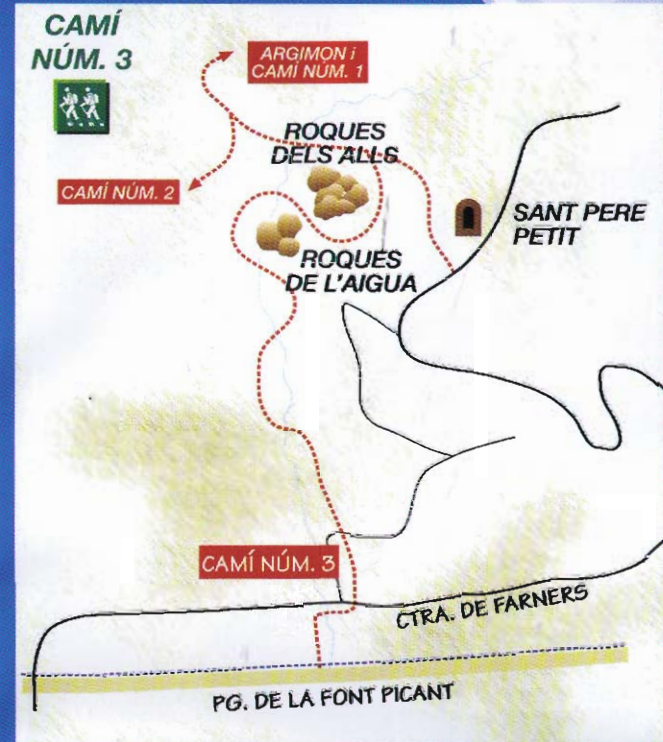 CAMÍ
NÚM. 3
ARGIMON i
CAMÍ NÚM. 1
ROQUES
DELS ALLS
CAMÍ NÚM. 2
SANT PERE
PETIT
ROQUES
DE L'AIGUA
CAMÍ NÚM. 3
CTRA. DE FARNERS
PG. DE LA FONT PICANT